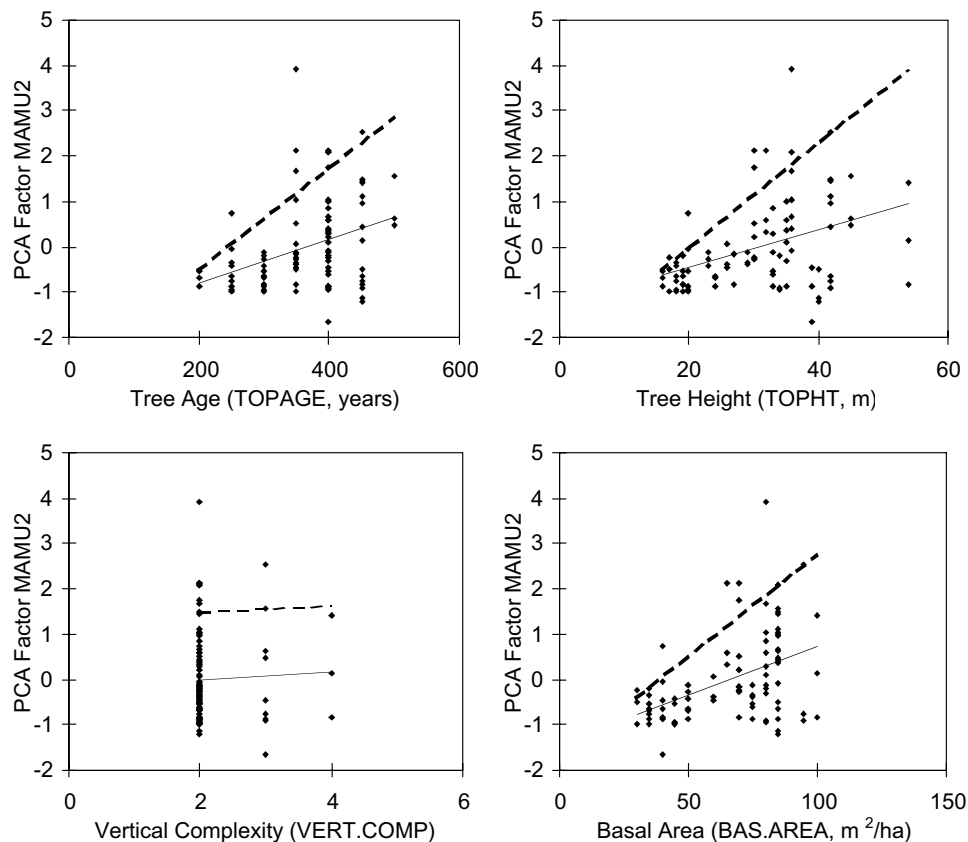 5
4
3
2
1
0
-1
-2
PCA Factor MAMU2
0 200 400 600
Tree Age (TOPAGE, years)
5
4
3
2
1
0
-1
-2
PCA Factor MAMU2
0 20 40 60
Tree Height (TOPHT, m)
5
4
3
2
1
0
-1
-2
PCA Factor MAMU2
0 2 4 6
Vertical Complexity (VERT.COMP)
5
4
3
2
1
0
-1
-2
PCA Factor MAMU2
0 50 100 150
Basal Area (BAS.AREA, m ²/ha)